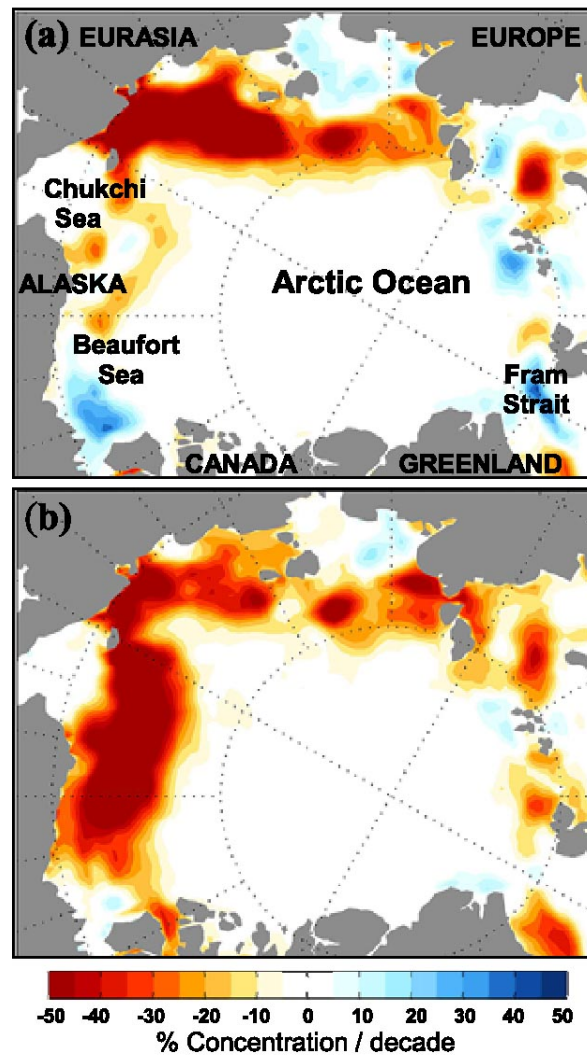 (a) EURASIA EUROPE
Chukchi
Sea
ALASKA Arctic Ocean
Beaufort
Sea
Fram
Strait
CANADA GREENLAND
(b)
-50 -40 -30 -20 -10 0 10 20 30 40 50
% Concentration / decade